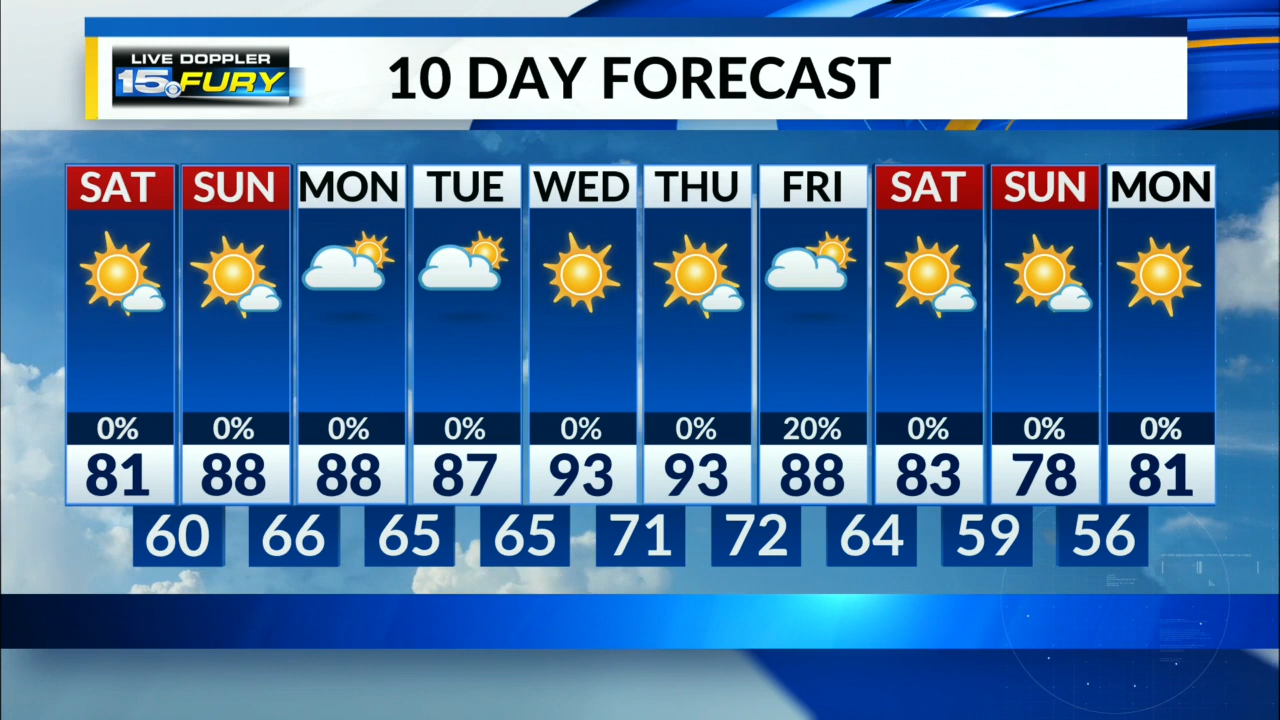 LIVE DOPPLER
15 FURY
10 DAY FORECAST
SAT SUN MON TUE WED THU FRI SAT SUN MON
0% 0% 0% 0% 0% 0% 20% 0% 0% 0%
81 88 88 87 93 93 88 83 78 81
60 66 65 65 71 72 64 59 56